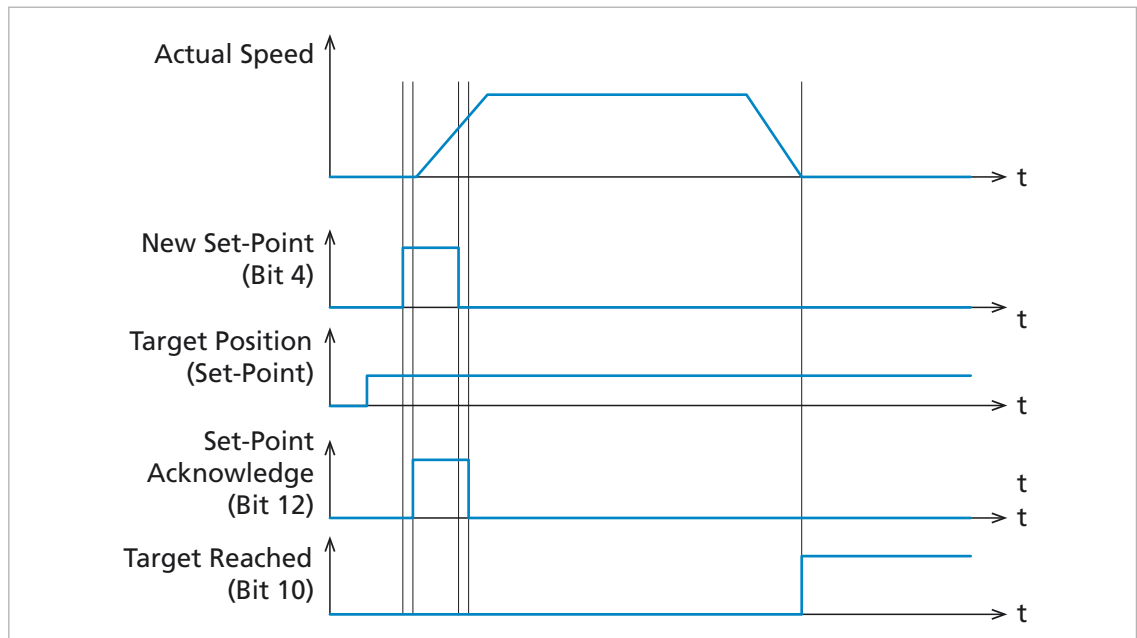 Actual Speed
t
New Set-Point
(Bit 4)
t
Target Position
(Set-Point)
t
Set-Point
Acknowledge
(Bit 12)
t
t
Target Reached
(Bit 10)
t